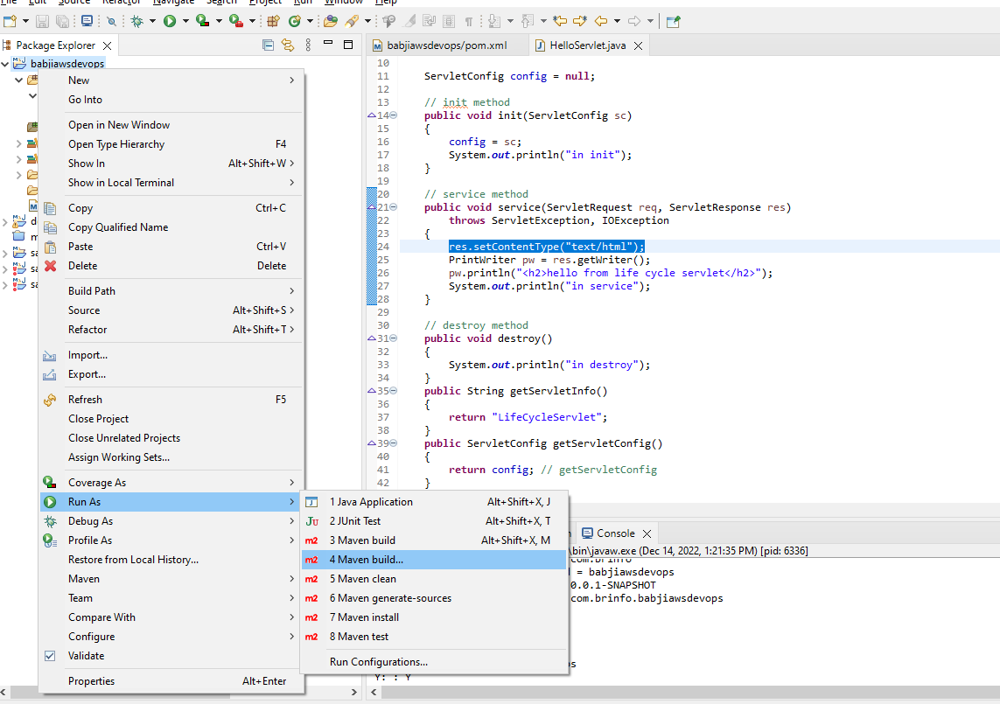 File Edit Source Refactor Navigate Search Project Run Window Help
Package Explorer
babjiawsdevops
New
Go Into
Open in New Window
Open Type Hierarchy F4
Show In Alt+Shift+W
Show in Local Terminal
Copy Ctrl+C
Copy Qualified Name
Paste Ctrl+V
Delete Delete
Build Path
Source Alt+Shift+S
Refactor Alt+Shift+T
Import...
Export...
Refresh F5
Close Project
Close Unrelated Projects
Assign Working Sets...
Coverage As
Run As
Debug As
Profile As
Restore from Local History...
Maven
Team
Compare With
Configure
Validate
Properties Alt+Enter
1 Java Application Alt+Shift+X, J
Ju 2 JUnit Test Alt+Shift+X, T
m2 3 Maven build Alt+Shift+X, M
m2 4 Maven build...
m2 5 Maven clean
m2 6 Maven generate-sources
m2 7 Maven install
m2 8 Maven test
Run Configurations...
babjiawsdevops/pom.xml HelloServlet.java
10
11 ServletConfig config = null;
12
13 // init method
14 public void init(ServletConfig sc)
15 {
16 config = sc;
17 System.out.println("in init");
18 }
19
20 // service method
21 public void service(ServletRequest req, ServletResponse res)
22 throws ServletException, IOException
23 {
24 res.setContentType("text/html");
25 PrintWriter pw = res.getWriter();
26 pw.println("<h2>hello from life cycle servlet</h2>");
27 System.out.println("in service");
28 }
29
30 // destroy method
31 public void destroy()
32 {
33 System.out.println("in destroy");
34 }
35 public String getServletInfo()
36 {
37 return "LifeCycleServlet";
38 }
39 public ServletConfig getServletConfig()
40 {
41 return config; // getServletConfig
42 }
Console
\bin\javaw.exe (Dec 14, 2022, 1:21:35 PM) [pid: 6336]
com.brinfo
= babjiawsdevops
0.0.1-SNAPSHOT
com.brinfo.babjiawsdevops
Y: : Y